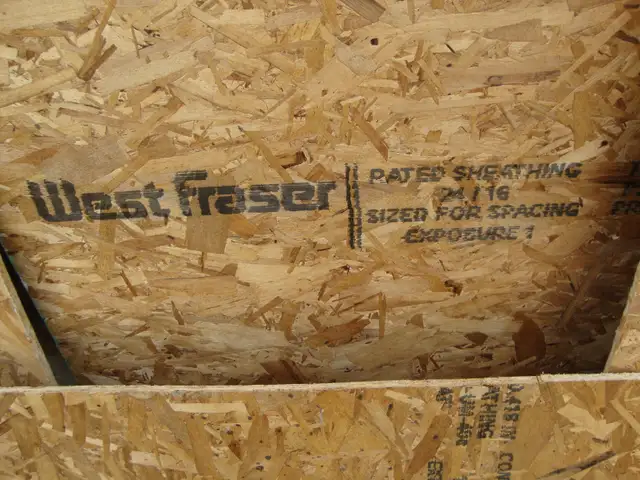 West Fraser
RATED SHEATHING
24/16
SIZED FOR SPACING
EXPOSURE 1